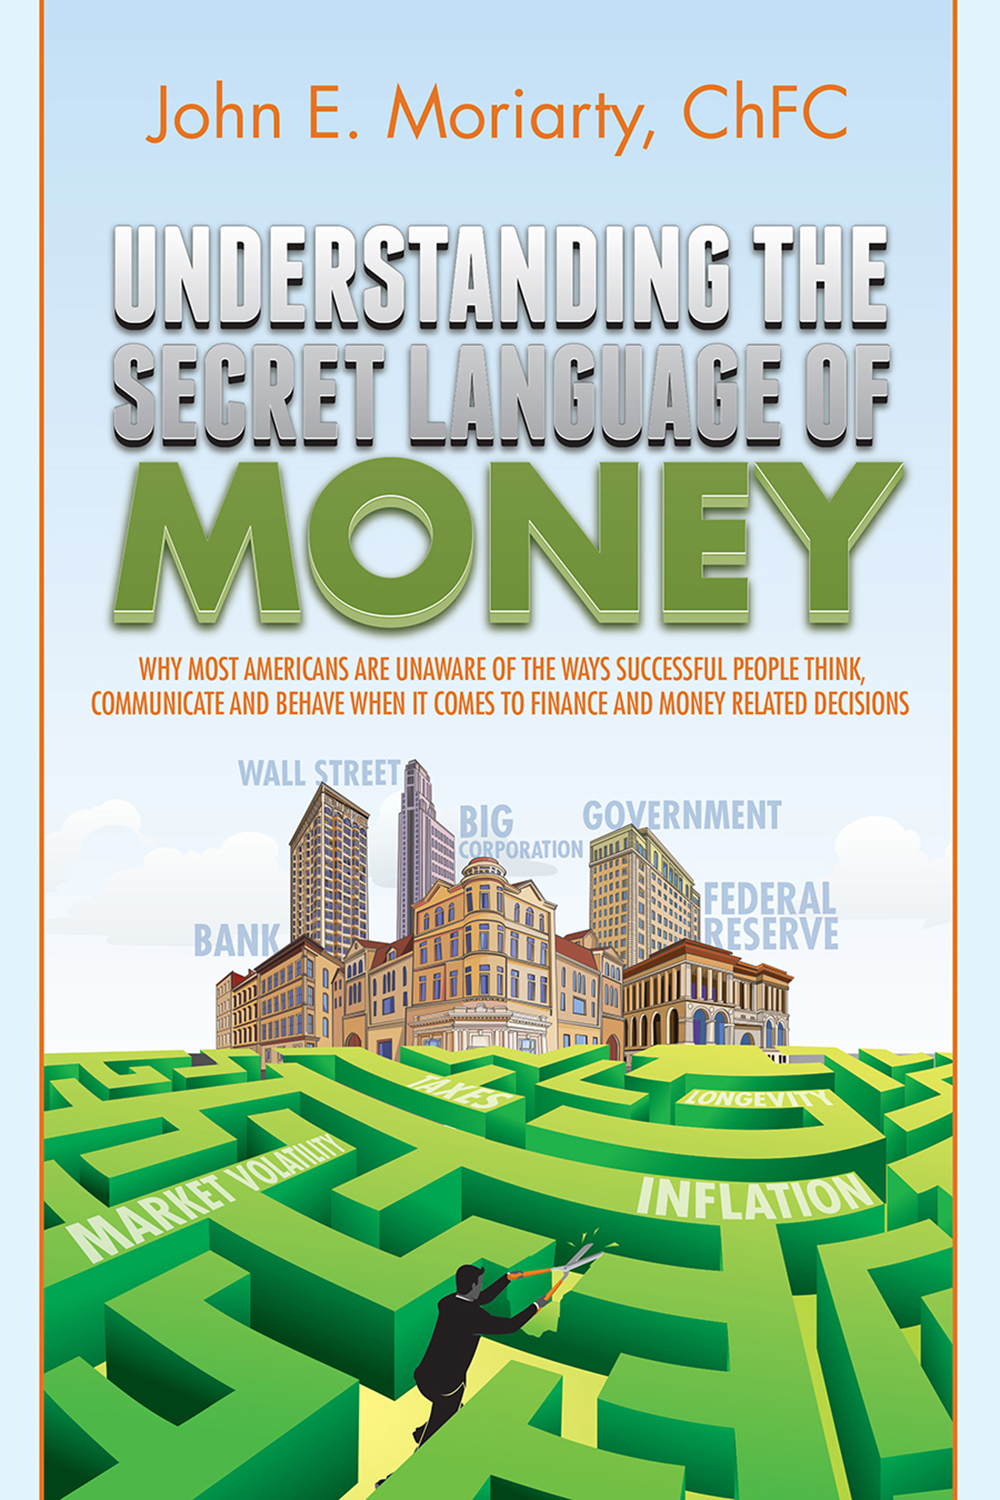 John E. Moriarty, ChFC
UNDERSTANDING THE
SECRET LANGUAGE OF
MONEY
WHY MOST AMERICANS ARE UNAWARE OF THE WAYS SUCCESSFUL PEOPLE THINK,
COMMUNICATE AND BEHAVE WHEN IT COMES TO FINANCE AND MONEY RELATED DECISIONS
WALL STREET
BIG
CORPORATION
GOVERNMENT
FEDERAL
RESERVE
BANK
TAXES
LONGEVITY
MARKET VOLATILITY
INFLATION